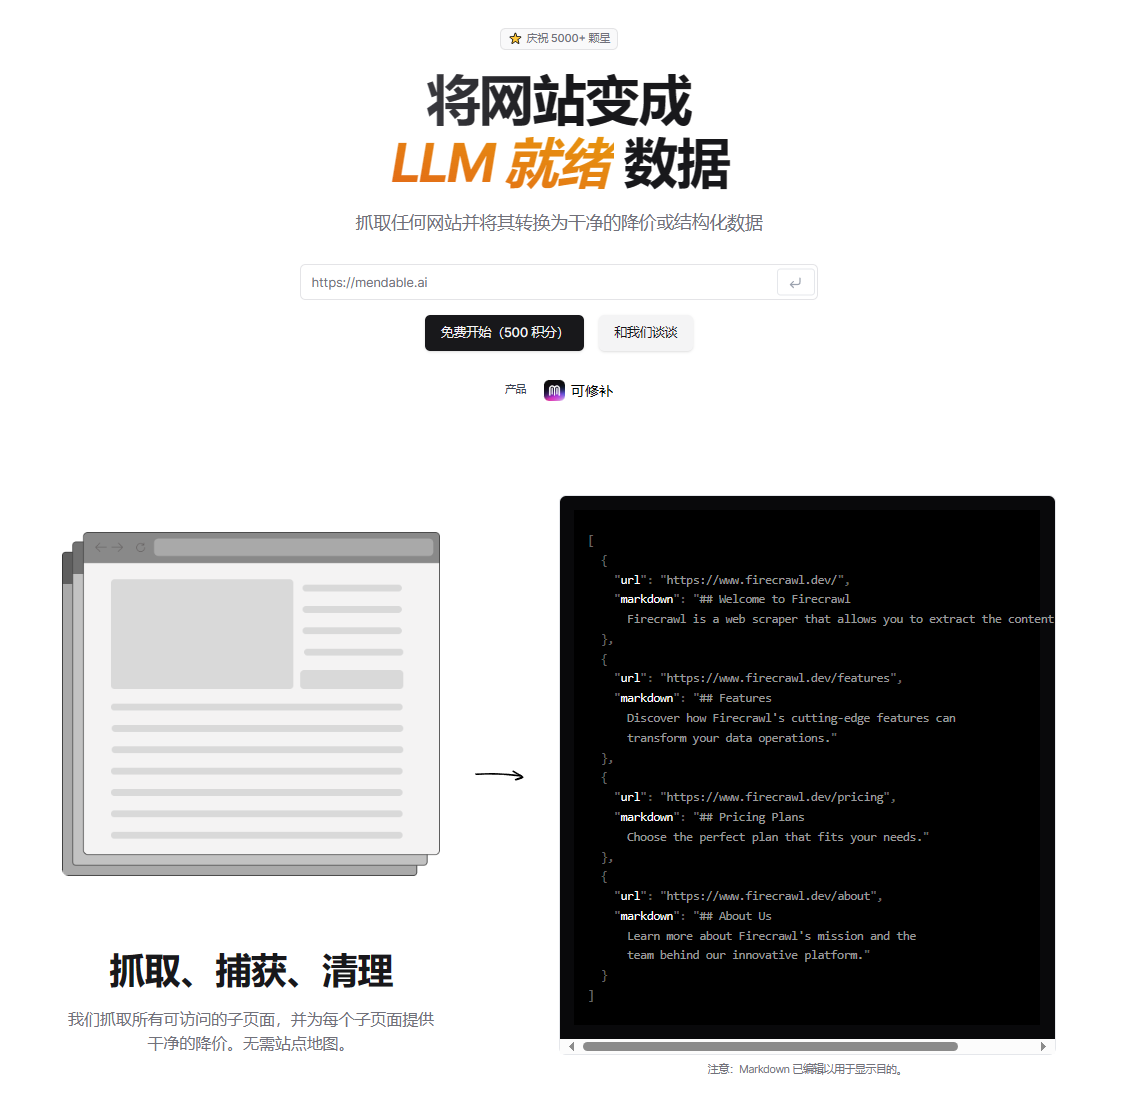 庆祝 5000+ 颗星
将网站变成
LLM 就绪 数据
抓取任何网站并将其转换为干净的降价或结构化数据
https://mendable.ai
免费开始（500 积分）
和我们谈谈
产品
可修补
[
{
"url": "https://www.firecrawl.dev/",
"markdown": "## Welcome to Firecrawl
Firecrawl is a web scraper that allows you to extract the content
},
{
"url": "https://www.firecrawl.dev/features",
"markdown": "## Features
Discover how Firecrawl's cutting-edge features can
transform your data operations."
},
{
"url": "https://www.firecrawl.dev/pricing",
"markdown": "## Pricing Plans
Choose the perfect plan that fits your needs."
},
{
"url": "https://www.firecrawl.dev/about",
"markdown": "## About Us
Learn more about Firecrawl's mission and the
team behind our innovative platform."
}
]
抓取、捕获、清理
我们抓取所有可访问的子页面，并为每个子页面提供
干净的降价。无需站点地图。
注意：Markdown 已编辑以用于显示目的。